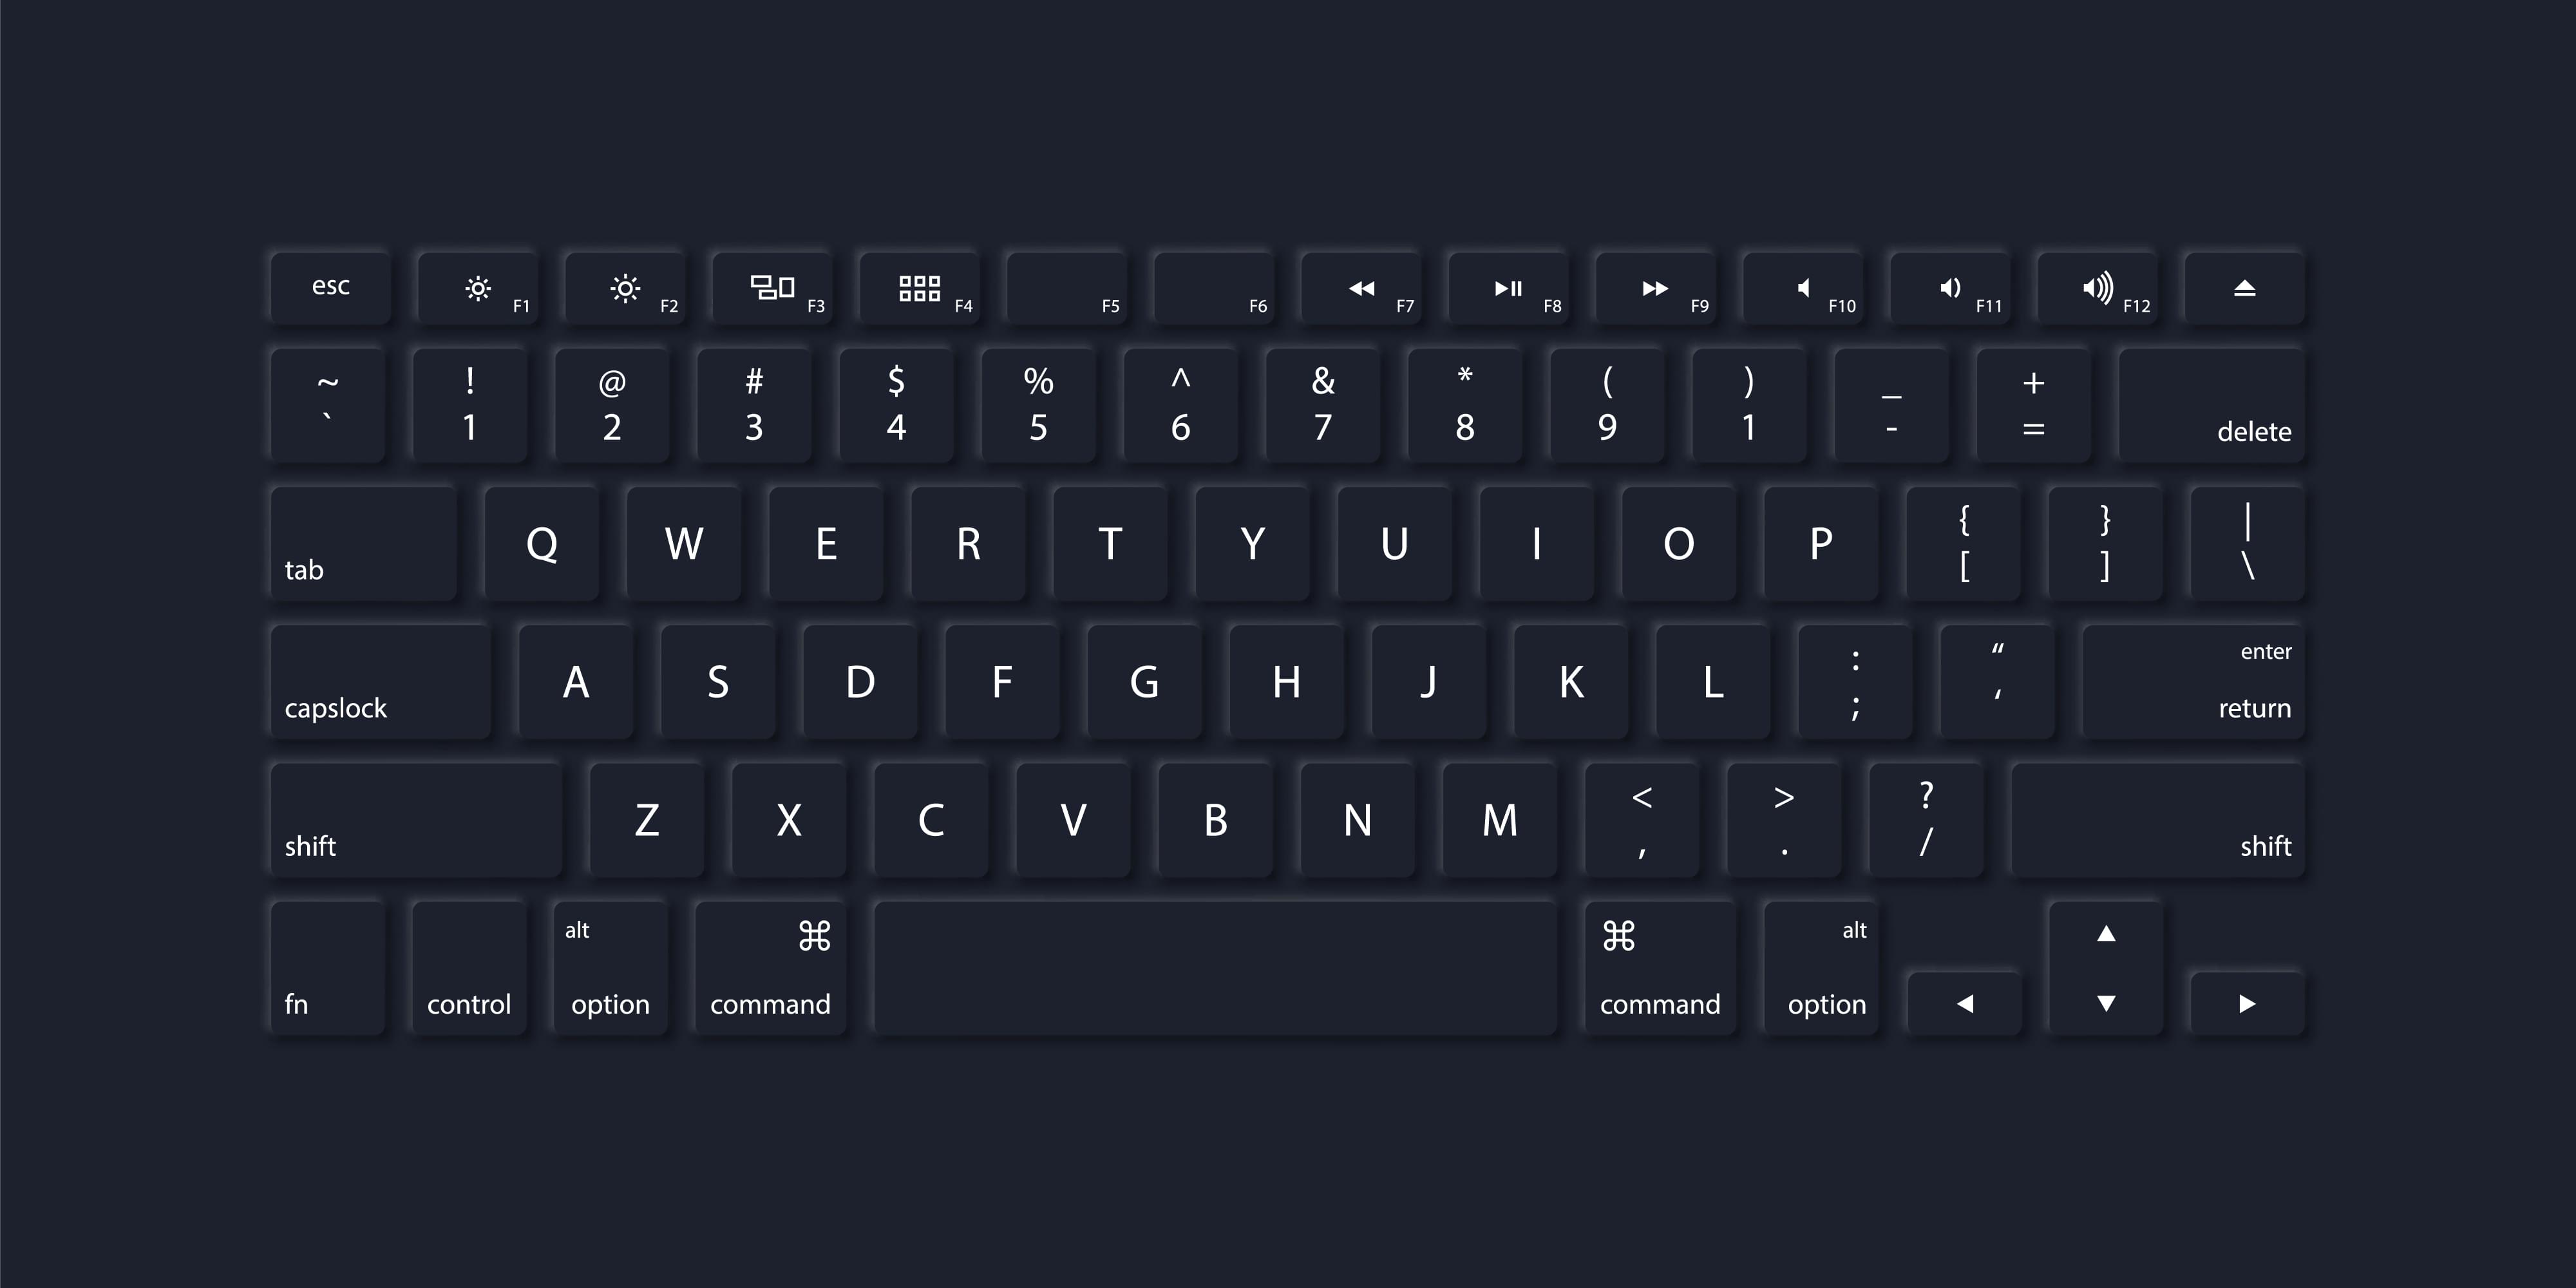 esc F1 F2 F3 F4 F5 F6 F7 F8 F9 F10 F11 F12
~ ! @ # $ % ^ & * ( ) _ +
` 1 2 3 4 5 6 7 8 9 1 - = delete
Q W E R T Y U I O P { } |
tab [ ] \
A S D F G H J K L : “ enter
capslock ; ‘ return
Z X C V B N M < > ?
shift , . / shift
alt ⌘ ⌘ alt
fn control option command command option